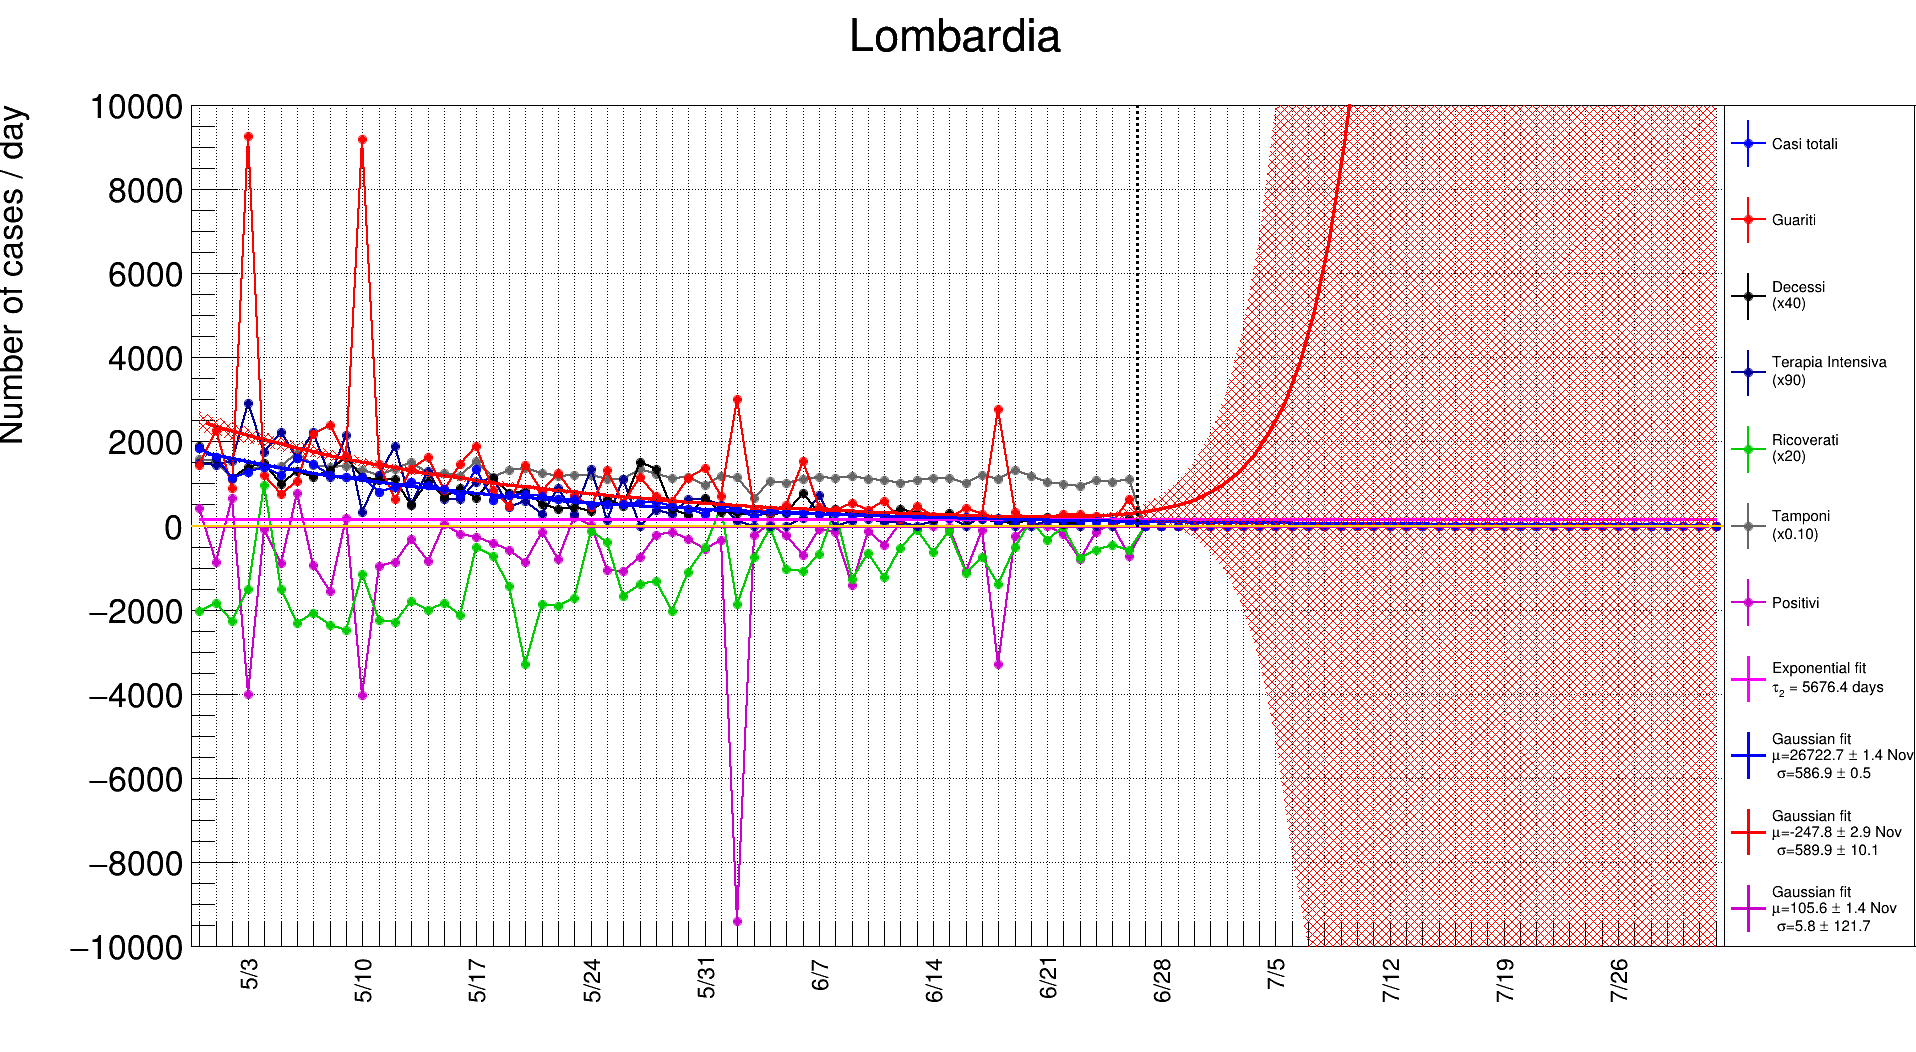 Lombardia
Number of cases / day
10000
8000
6000
4000
2000
0
−2000
−4000
−6000
−8000
−10000
5/3
5/10
5/17
5/24
5/31
6/7
6/14
6/21
6/28
7/5
7/12
7/19
7/26
Casi totali
Guariti
Decessi
(x40)
Terapia Intensiva
(x90)
Ricoverati
(x20)
Tamponi
(x0.10)
Positivi
Exponential fit
τ2 = 5676.4 days
Gaussian fit
μ=26722.7 ± 1.4 Nov
σ=586.9 ± 0.5
Gaussian fit
μ=-247.8 ± 2.9 Nov
σ=589.9 ± 10.1
Gaussian fit
μ=105.6 ± 1.4 Nov
σ=5.8 ± 121.7